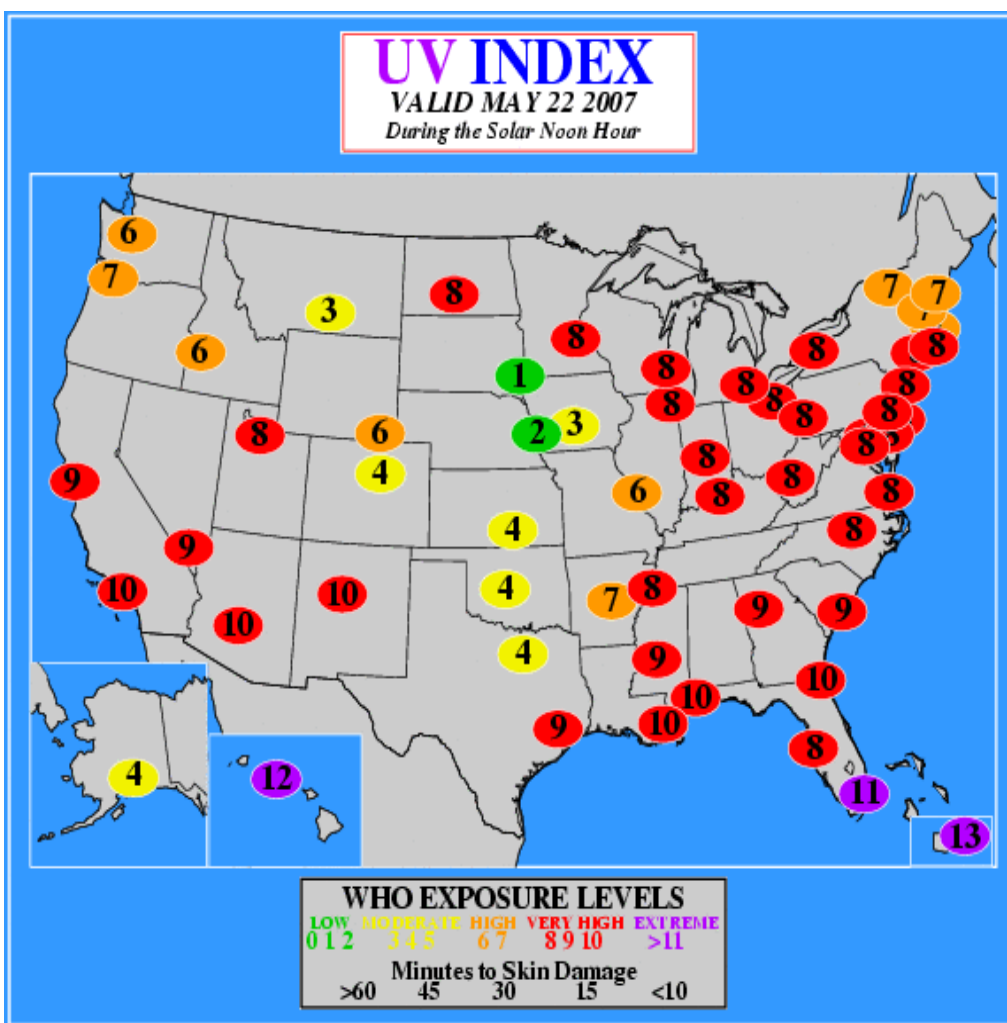 UV INDEX
VALID MAY 22 2007
During the Solar Noon Hour
6
7
7 7
3 8
7
6 8 8 8 8
1 8 8
8 8
8 6 2 3 8 8 8
8
9 4 8 8 8
6 8 8
9 4 8
10 10 4 7 8 9 9
10
4 9
10
9 10 10
8
4 12 11
13
WHO EXPOSURE LEVELS
LOW MODERATE HIGH VERY HIGH EXTREME
0 1 2 3 4 5 6 7 8 9 10 >11
Minutes to Skin Damage
>60 45 30 15 <10